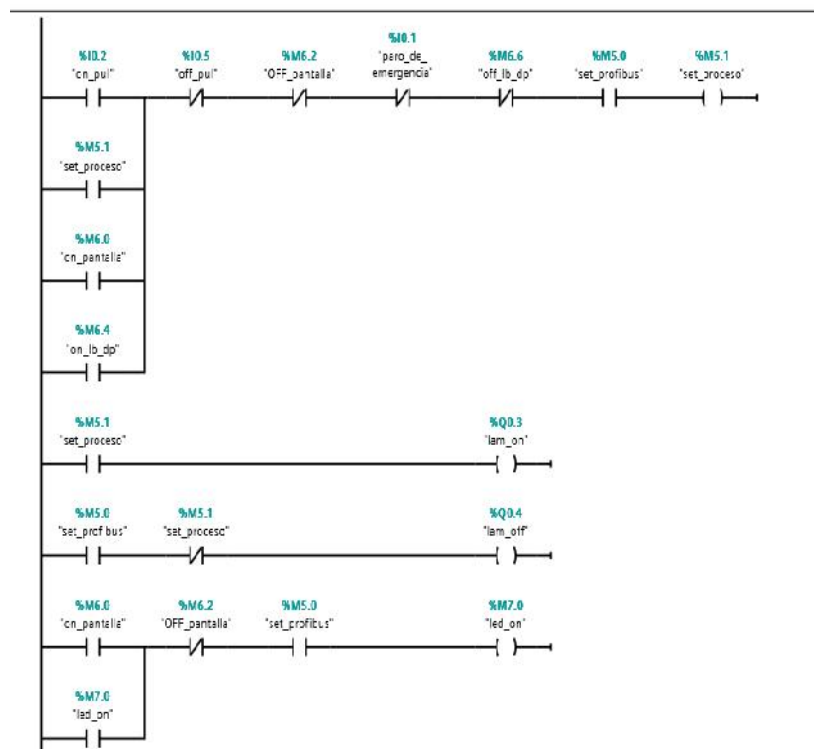 %I0.1
%I0.2 %I0.5 %M6.2 "paro_de_ %M6.6 %M5.0 %M5.1
"on_pul" "off_pul" "OFF_pantalla" emergencia" "off_lb_dp" "set_profibus" "set_proceso"
%M5.1
"set_proceso"
%M6.0
"on_pantalla"
%M6.4
"on_lb_dp"
%M5.1 %Q0.3
"set_proceso" "lam_on"
%M5.0 %M5.1 %Q0.4
"set_profibus" "set_proceso" "lam_off"
%M6.0 %M6.2 %M5.0 %M7.0
"on_pantalla" "OFF_pantalla" "set_profibus" "led_on"
%M7.0
"led_on"